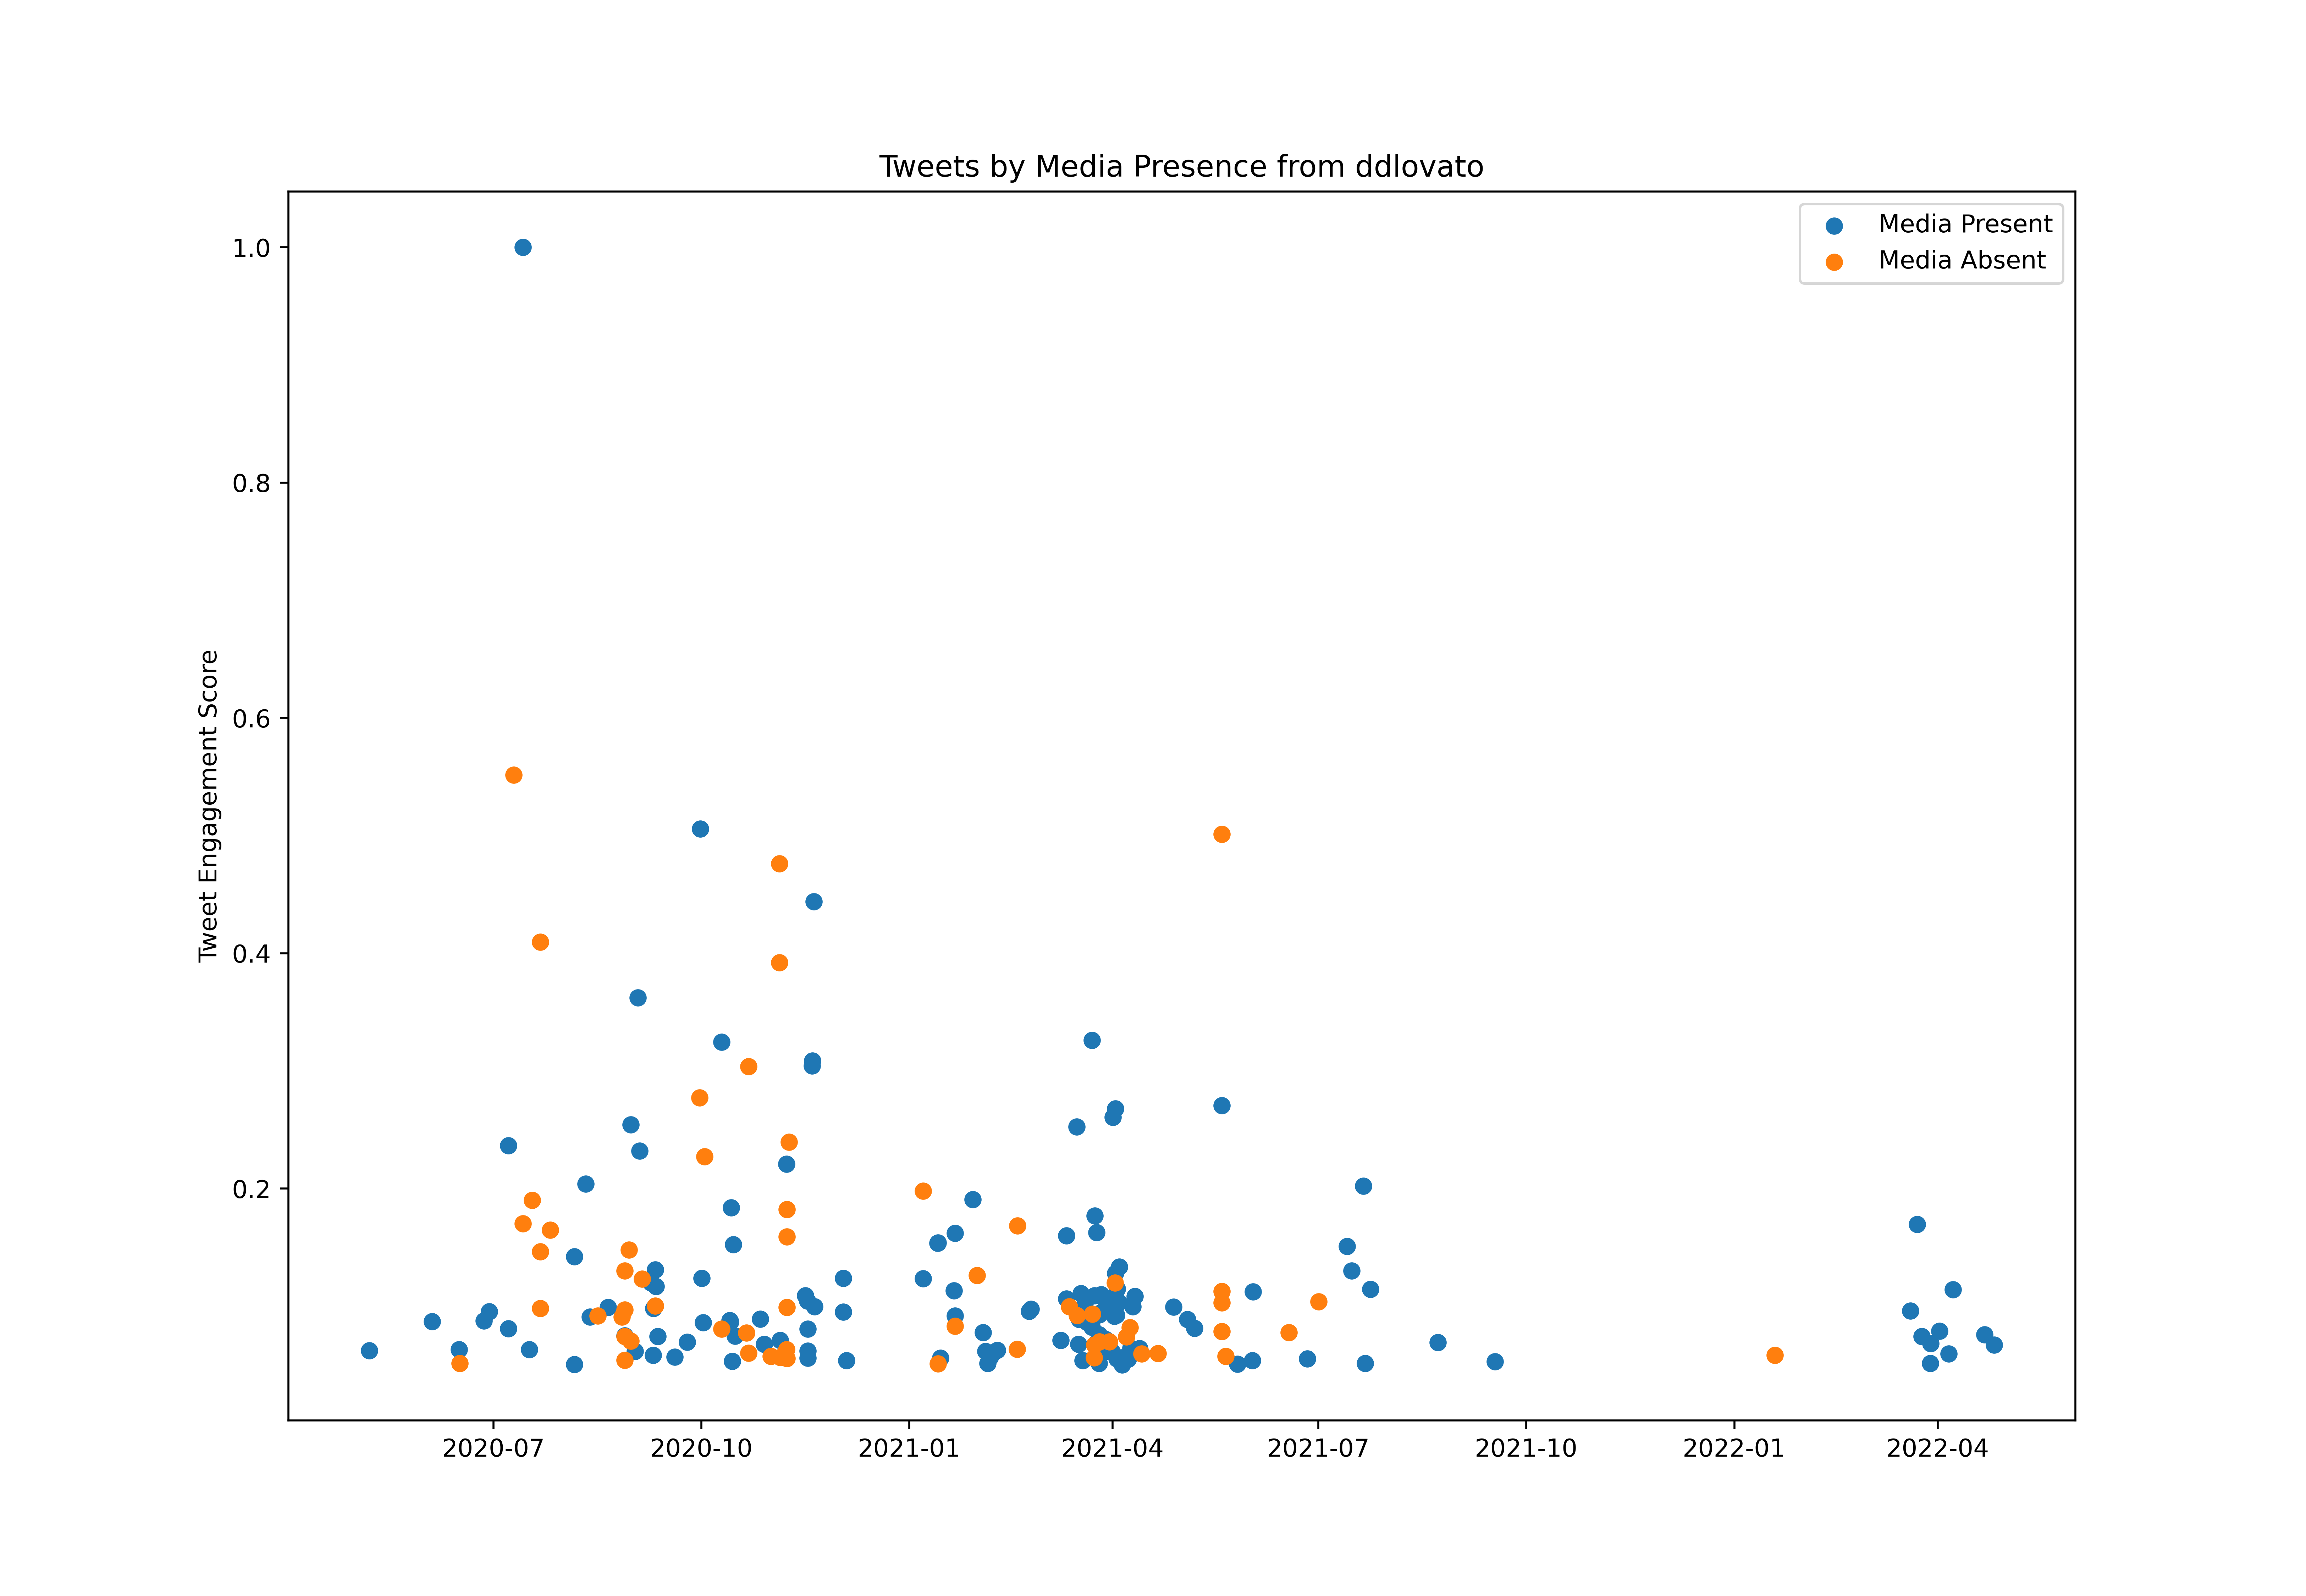 Tweets by Media Presence from ddlovato
Media Present
Media Absent
Tweet Engagement Score
1.0
0.8
0.6
0.4
0.2
2020-07 2020-10 2021-01 2021-04 2021-07 2021-10 2022-01 2022-04